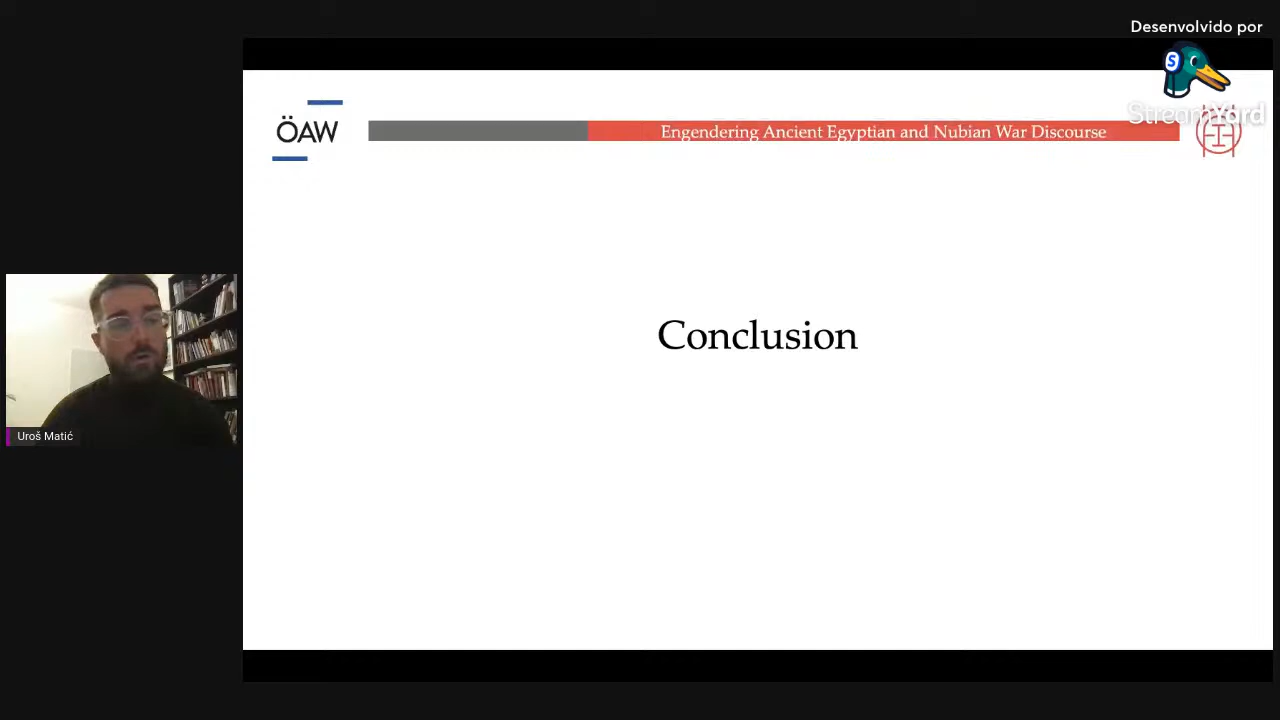 Desenvolvido por
StreamYard
ÖAW
Engendering Ancient Egyptian and Nubian War Discourse
Conclusion
Uroš Matić